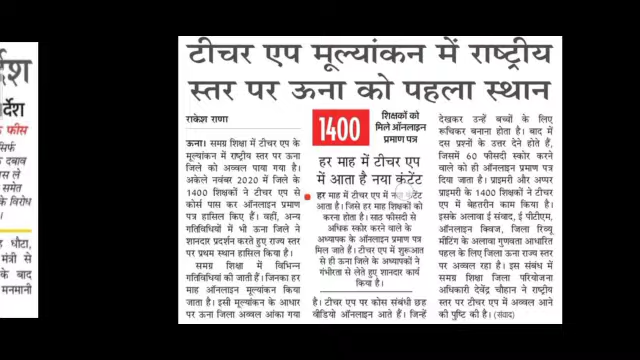 टीचर एप मूल्यांकन में राष्ट्रीय
स्तर पर ऊना को पहला स्थान
राकेश राणा
ऊना। समग्र शिक्षा में टीचर एप के
मूल्यांकन में राष्ट्रीय स्तर पर ऊना
जिले को अव्वल पाया गया है।
अकेले नवंबर 2020 में जिले के
1400 शिक्षकों ने टीचर एप से
कोर्स पास कर ऑनलाइन प्रमाण
पत्र हासिल किए हैं। वहीं, अन्य
गतिविधियों में भी ऊना जिले ने
शानदार प्रदर्शन करते हुए राज्य स्तर
पर प्रथम स्थान हासिल किया है।
समग्र शिक्षा में विभिन्न
गतिविधियां की जाती हैं। जिनका हर
माह ऑनलाइन मूल्यांकन किया
जाता है। इसी मूल्यांकन के आधार
पर ऊना जिला अव्वल आंका गया
1400
शिक्षकों को
मिले ऑनलाइन
प्रमाण पत्र
हर माह में टीचर एप
में आता है नया कंटेंट
हर माह में टीचर एप में नया कंटेंट
आता है। जिसे हर माह शिक्षकों को
करना होता है। साठ फीसदी से
अधिक स्कोर करने वाले के
अध्यापक के ऑनलाइन प्रमाण पत्र
मिल जाते हैं। टीचर एप में शुरूआत
से ही ऊना जिले के अध्यापकों ने
गंभीरता से लेते हुए शानदार कार्य
किया है।
है। टीचर एप पर कोस संबंधी छह
वीडियो ऑनलाइन आते हैं। जिन्हें
देखकर उन्हें बच्चों के लिए
रूचिकर बनाना होता है। बाद में
दस प्रश्नों के उत्तर देने होते हैं,
जिसमें 60 फीसदी स्कोर करने
वाले को ही ऑनलाइन प्रमाण पत्र
दिया जाता है। प्राइमरी और अप्पर
प्राइमरी के 1400 शिक्षकों ने टीचर
एप में बेहतरीन काम किया है।
इसके अलावा ई संवाद, ई पीटीएम,
ऑनलाइन क्विज, जिला रिव्यू
मीटिंग के अलावा गुणवता आधारित
पहल के लिए जिला ऊना राज्य स्तर
पर अव्वल रहा है। इस संबंध में
समग्र शिक्षा जिला परियोजना
अधिकारी देवेंद्र चौहान ने राष्ट्रीय
स्तर पर टीचर एप में अव्वल आने
की पुष्टि की है। (संवाद)